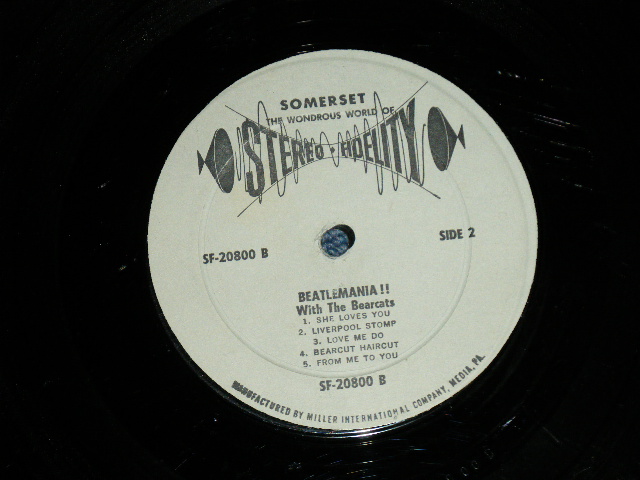 SOMERSET
THE WONDROUS WORLD OF
STEREO • FIDELITY
SF-20800 B
SIDE 2
BEATLEMANIA!!
With The Bearcats
1. SHE LOVES YOU
2. LIVERPOOL STOMP
3. LOVE ME DO
4. BEARCUT HAIRCUT
5. FROM ME TO YOU
SF-20800 B
MANUFACTURED BY MILLER INTERNATIONAL COMPANY, MEDIA, PA.